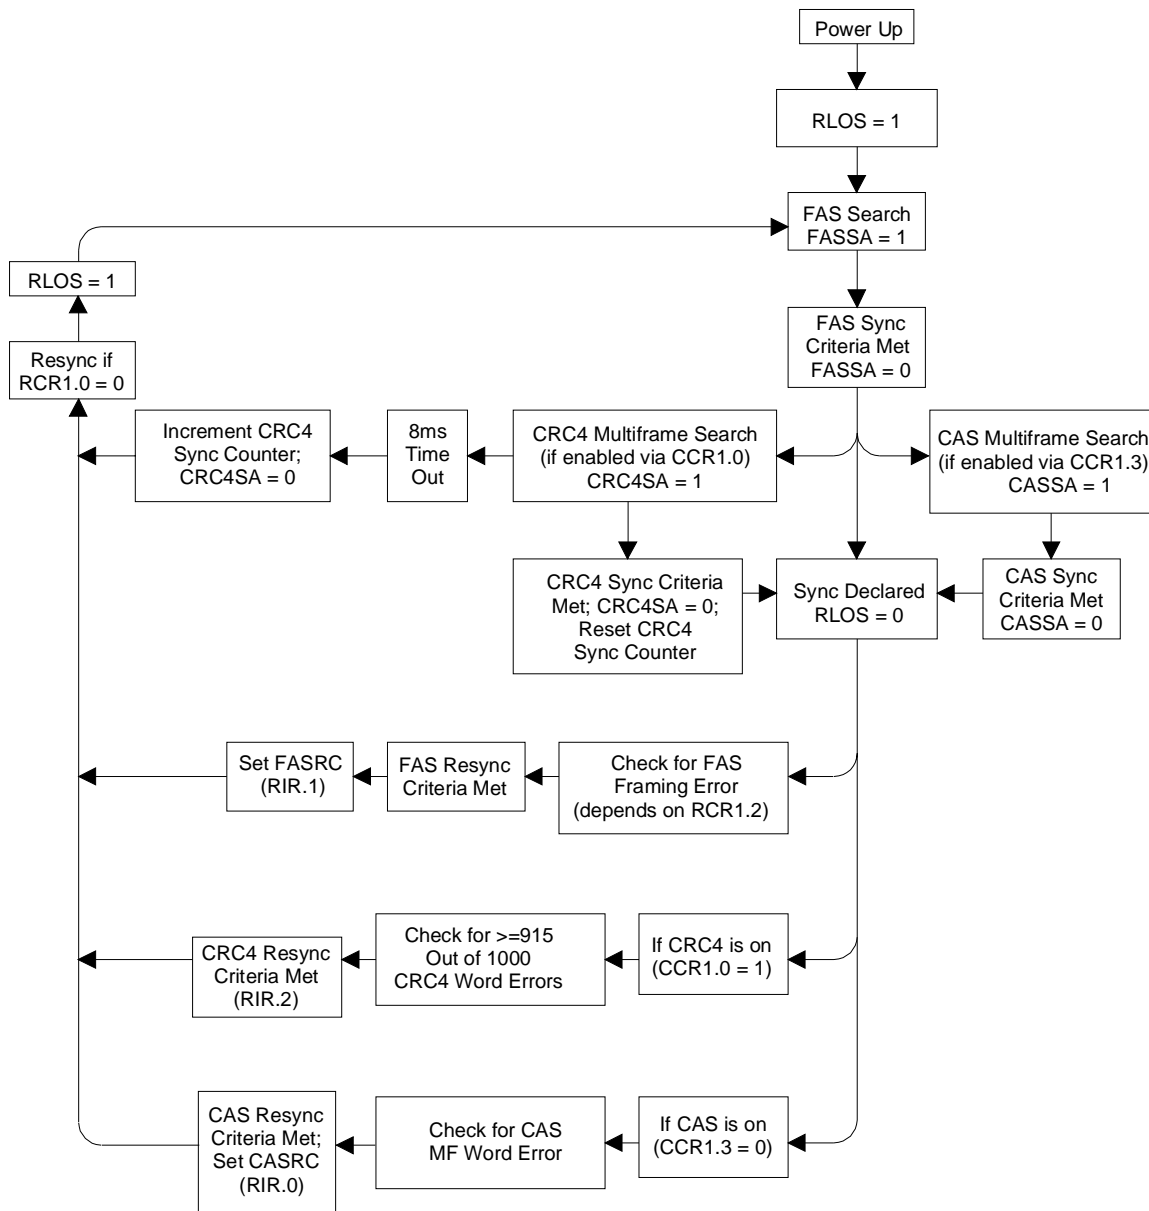 Power Up
RLOS = 1
FAS Search
FASSA = 1
RLOS = 1
FAS Sync
Criteria Met
FASSA = 0
Resync if
RCR1.0 = 0
Increment CRC4
Sync Counter;
CRC4SA = 0
8ms
Time
Out
CRC4 Multiframe Search
(if enabled via CCR1.0)
CRC4SA = 1
CAS Multiframe Search
(if enabled via CCR1.3)
CASSA = 1
CRC4 Sync Criteria
Met; CRC4SA = 0;
Reset CRC4
Sync Counter
Sync Declared
RLOS = 0
CAS Sync
Criteria Met
CASSA = 0
Set FASRC
(RIR.1)
FAS Resync
Criteria Met
Check for FAS
Framing Error
(depends on RCR1.2)
CRC4 Resync
Criteria Met
(RIR.2)
Check for >=915
Out of 1000
CRC4 Word Errors
If CRC4 is on
(CCR1.0 = 1)
CAS Resync
Criteria Met;
Set CASRC
(RIR.0)
Check for CAS
MF Word Error
If CAS is on
(CCR1.3 = 0)